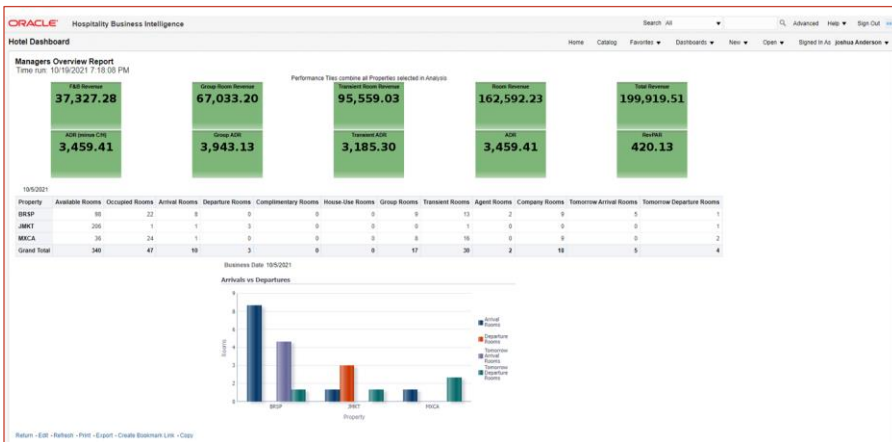 ORACLE® Hospitality Business Intelligence Search All Advanced Help Sign Out
Hotel Dashboard Home Catalog Favorites Dashboards New Open Signed In As Joshua Anderson
Managers Overview Report
Time run: 10/19/2021 7:18:08 PM
Performance Tiles combine all Properties selected in Analysis
F&B Revenue Group Room Revenue Transient Room Revenue Room Revenue Total Revenue
37,327.28 67,033.20 95,559.03 162,592.23 199,919.51
ADR (minus C/H) Group ADR Transient ADR ADR RevPAR
3,459.41 3,943.13 3,185.30 3,459.41 420.13
10/5/2021
Property Available Rooms Occupied Rooms Arrival Rooms Departure Rooms Complimentary Rooms House-Use Rooms Group Rooms Transient Rooms Agent Rooms Company Rooms Tomorrow Arrival Rooms Tomorrow Departure Rooms
BRSP 98 22 8 0 0 0 9 13 2 9 5 1
JMKT 206 1 1 3 0 0 0 1 0 0 0 1
MXCA 36 24 1 0 0 0 8 16 0 9 0 2
Grand Total 340 47 10 3 0 0 17 30 2 18 5 4
Business Date 10/5/2021
Arrivals vs Departures
Rooms
Arrival Rooms
Departure Rooms
Tomorrow Arrival Rooms
Tomorrow Departure Rooms
0
BRSP JMKT MXCA
Property
Return - Edit - Refresh - Print - Export - Create Bookmark Link - Copy